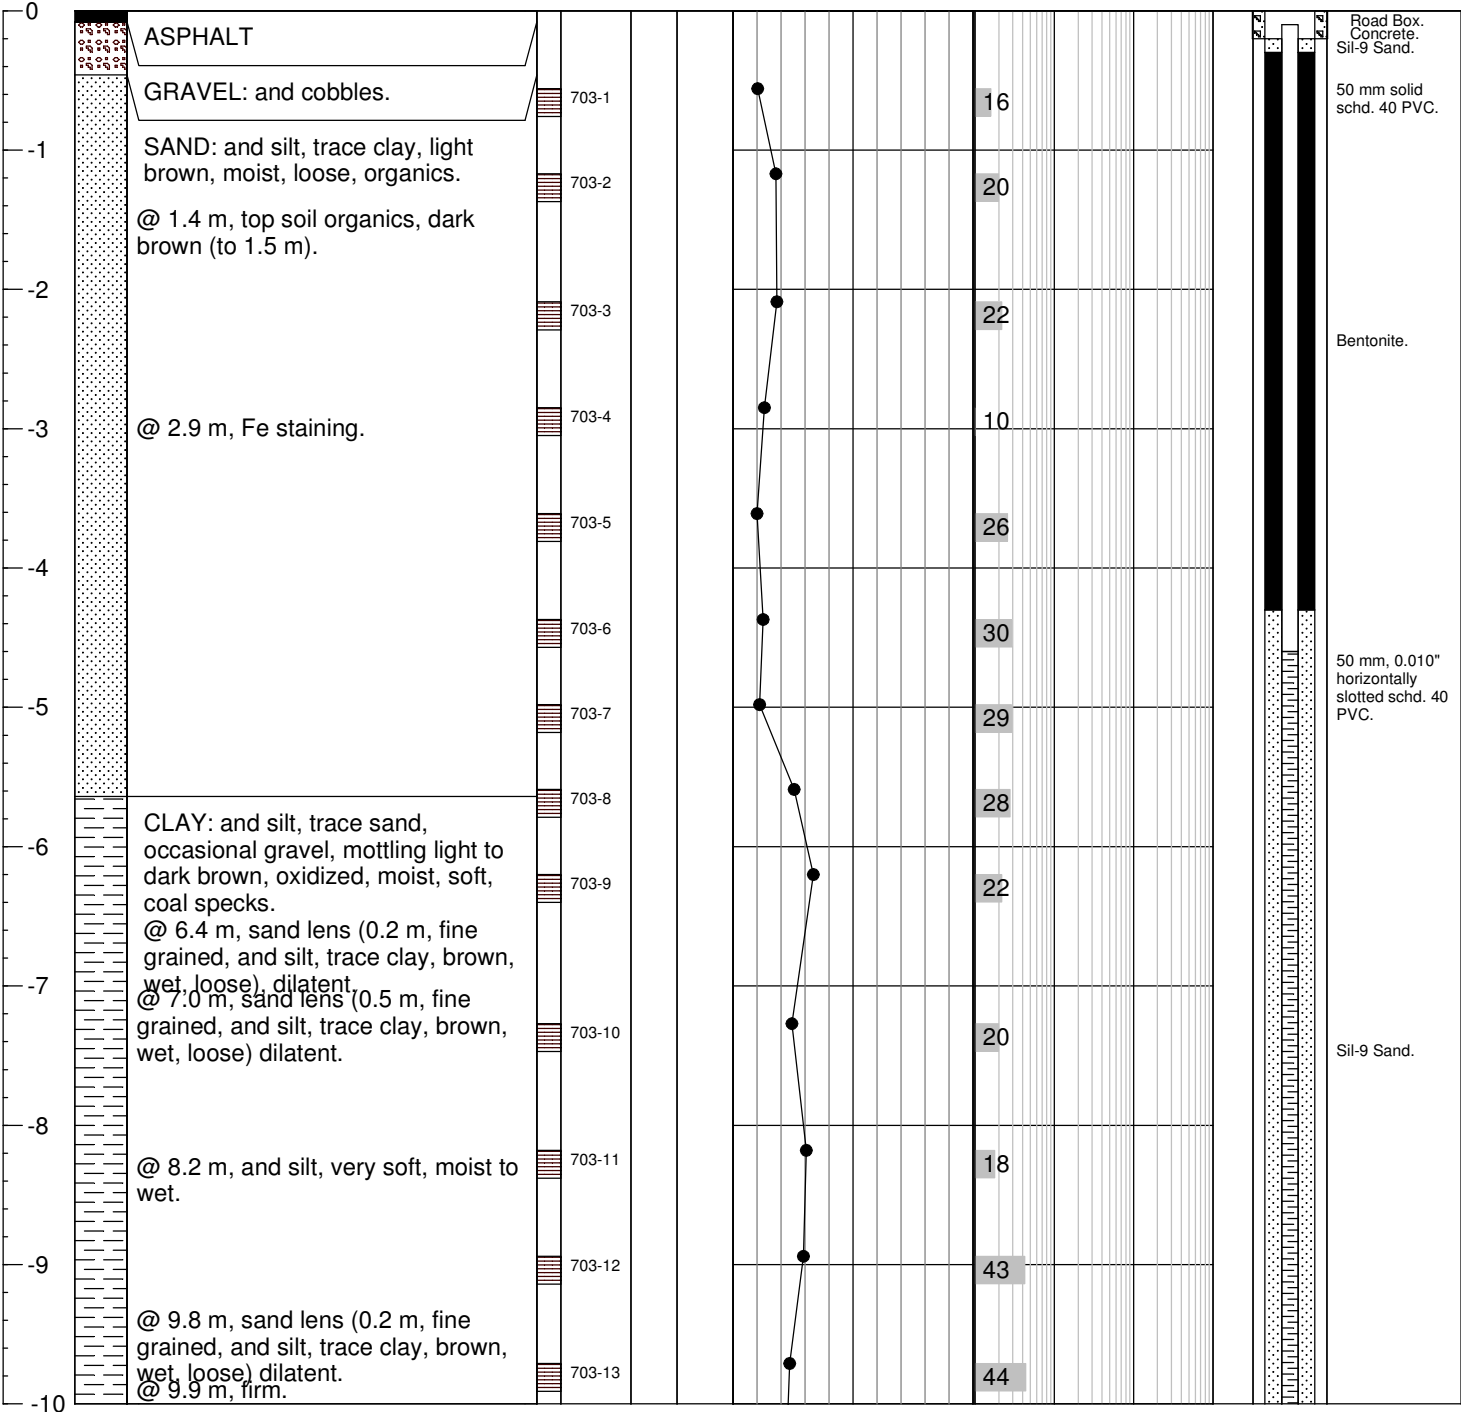 0
-1
-2
-3
-4
-5
-6
-7
-8
-9
-10
ASPHALT
GRAVEL: and cobbles.
SAND: and silt, trace clay, light
brown, moist, loose, organics.
@ 1.4 m, top soil organics, dark
brown (to 1.5 m).
@ 2.9 m, Fe staining.
CLAY: and silt, trace sand,
occasional gravel, mottling light to
dark brown, oxidized, moist, soft,
coal specks.
@ 6.4 m, sand lens (0.2 m, fine
grained, and silt, trace clay, brown,
wet, loose), dilatent.
@ 7.0 m, sand lens (0.5 m, fine
grained, and silt, trace clay, brown,
wet, loose) dilatent.
@ 8.2 m, and silt, very soft, moist to
wet.
@ 9.8 m, sand lens (0.2 m, fine
grained, and silt, trace clay, brown,
wet, loose) dilatent.
@ 9.9 m, firm.
703-1
703-2
703-3
703-4
703-5
703-6
703-7
703-8
703-9
703-10
703-11
703-12
703-13
16
20
22
10
26
30
29
28
22
20
18
43
44
Road Box.
Concrete.
Sil-9 Sand.
50 mm solid
schd. 40 PVC.
Bentonite.
50 mm, 0.010"
horizontally
slotted schd. 40
PVC.
Sil-9 Sand.